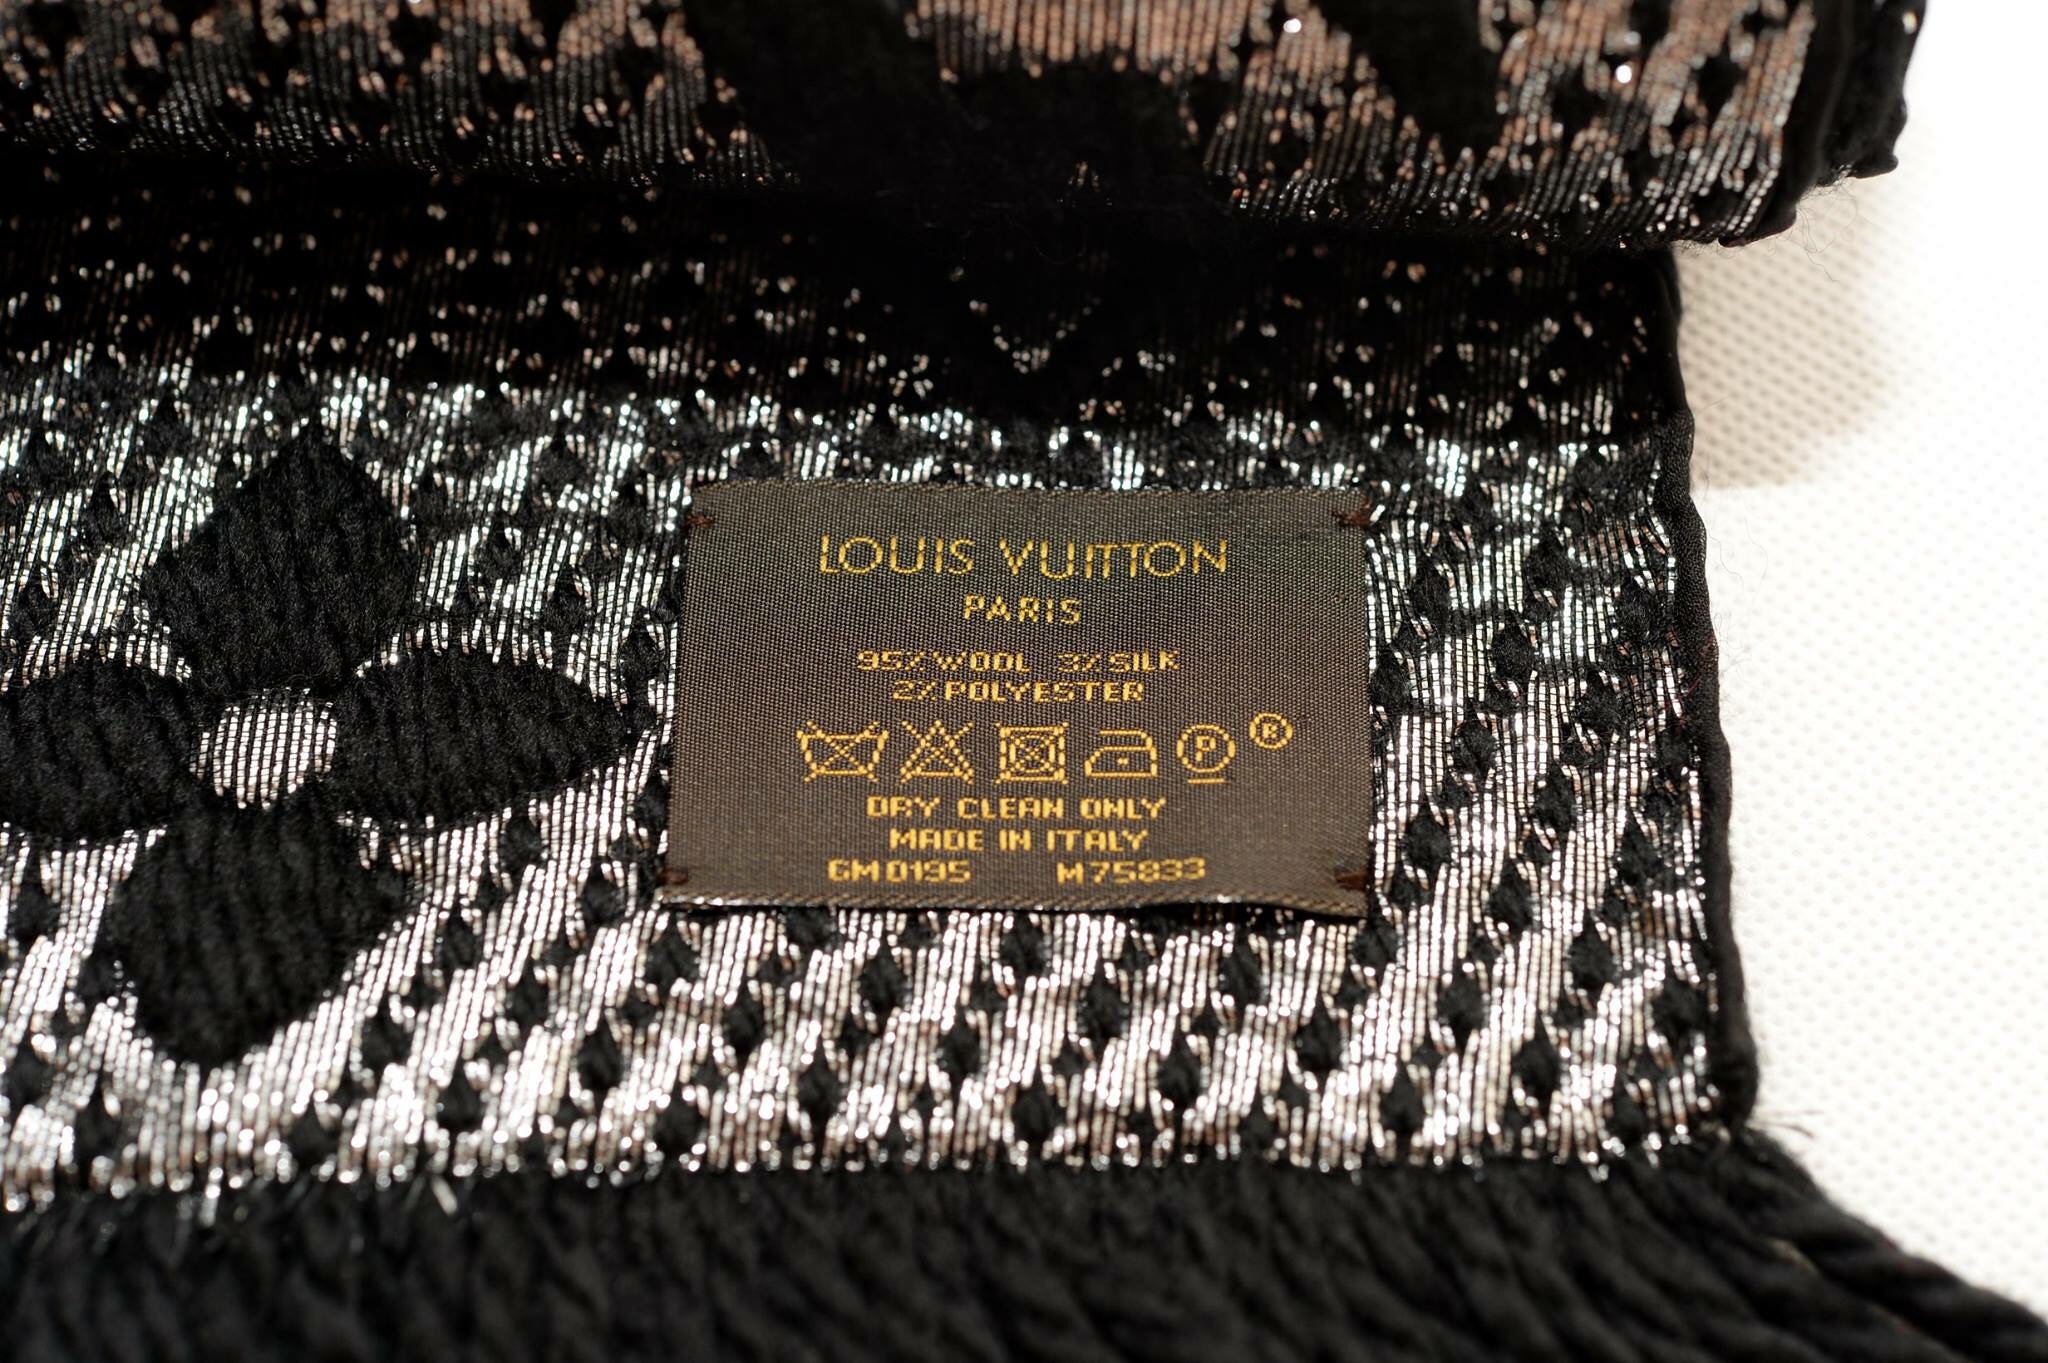 LOUIS VUITTON
PARIS
95% WOOL 3% SILK
2% POLYESTER
P ®
DRY CLEAN ONLY
MADE IN ITALY
GM0195 M75833